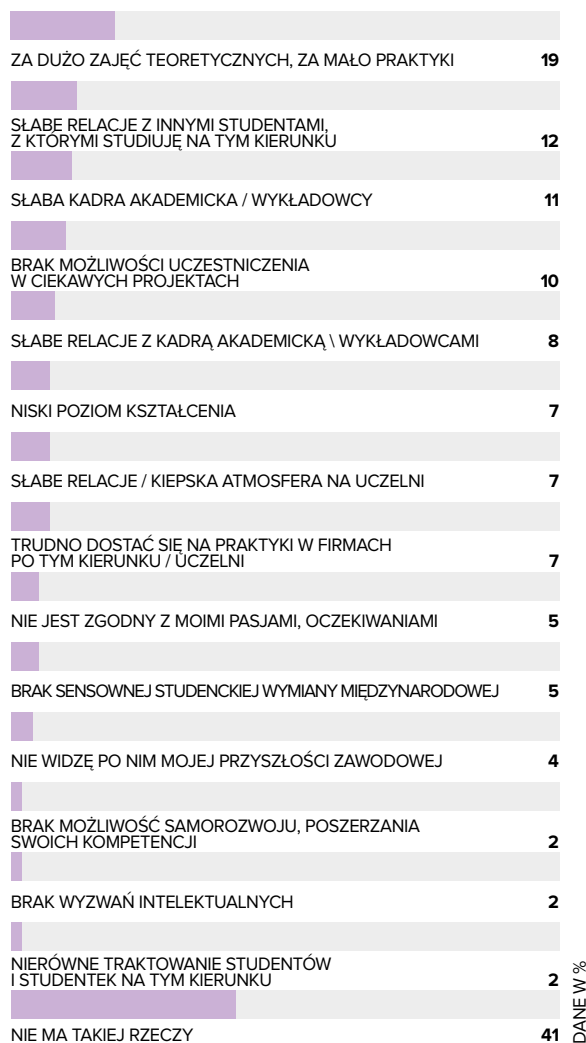 ZA DUŻO ZAJĘĆ TEORETYCZNYCH, ZA MAŁO PRAKTYKI 19
SŁABE RELACJE Z INNYMI STUDENTAMI,
Z KTÓRYMI STUDIUJĘ NA TYM KIERUNKU 12
SŁABA KADRA AKADEMICKA / WYKŁADOWCY 11
BRAK MOŻLIWOŚCI UCZESTNICZENIA
W CIEKAWYCH PROJEKTACH 10
SŁABE RELACJE Z KADRĄ AKADEMICKĄ \ WYKŁADOWCAMI 8
NISKI POZIOM KSZTAŁCENIA 7
SŁABE RELACJE / KIEPSKA ATMOSFERA NA UCZELNI 7
TRUDNO DOSTAĆ SIĘ NA PRAKTYKI W FIRMACH
PO TYM KIERUNKU / UCZELNI 7
NIE JEST ZGODNY Z MOIMI PASJAMI, OCZEKIWANIAMI 5
BRAK SENSOWNEJ STUDENCKIEJ WYMIANY MIĘDZYNARODOWEJ 5
NIE WIDZĘ PO NIM MOJEJ PRZYSZŁOŚCI ZAWODOWEJ 4
BRAK MOŻLIWOŚĆ SAMOROZWOJU, POSZERZANIA
SWOICH KOMPETENCJI 2
BRAK WYZWAŃ INTELEKTUALNYCH 2
NIERÓWNE TRAKTOWANIE STUDENTÓW
I STUDENTEK NA TYM KIERUNKU 2
NIE MA TAKIEJ RZECZY 41
DANE W %